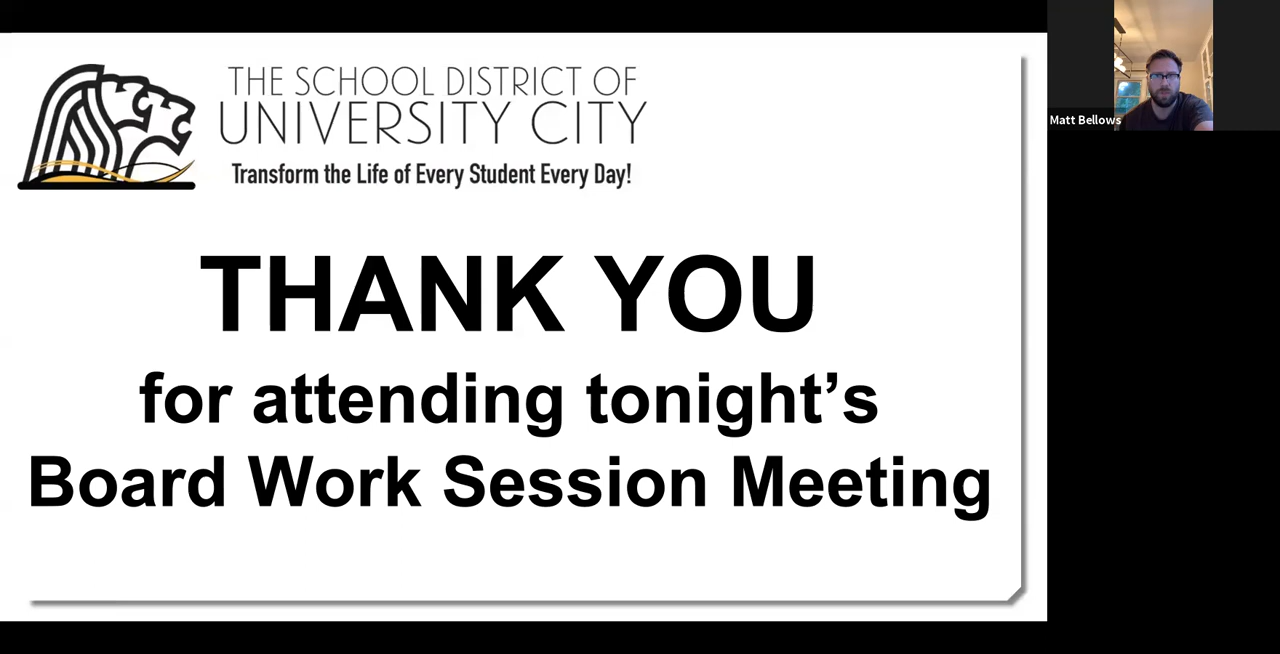 THE SCHOOL DISTRICT OF
UNIVERSITY CITY
Transform the Life of Every Student Every Day!
THANK YOU
for attending tonight’s
Board Work Session Meeting
Matt Bellows